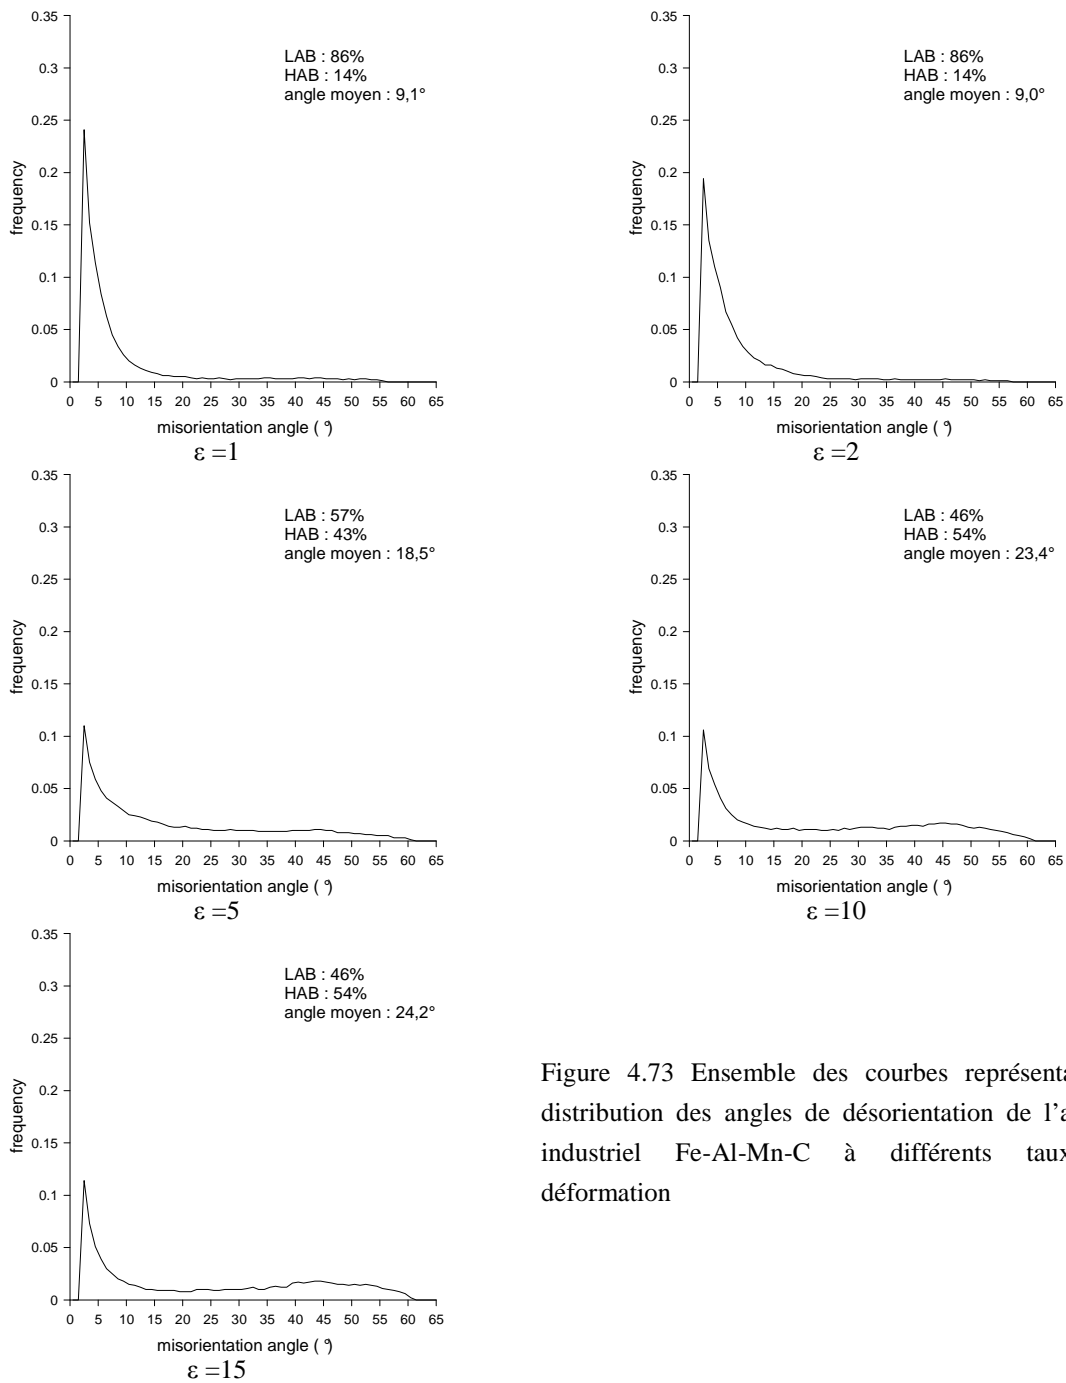 0.35
0.3
0.25
0.2
0.15
0.1
0.05
0
frequency
LAB : 86%
HAB : 14%
angle moyen : 9,1°
0 5 10 15 20 25 30 35 40 45 50 55 60 65
misorientation angle ( °)
ε =1
0.35
0.3
0.25
0.2
0.15
0.1
0.05
0
frequency
LAB : 86%
HAB : 14%
angle moyen : 9,0°
0 5 10 15 20 25 30 35 40 45 50 55 60 65
misorientation angle ( °)
ε =2
0.35
0.3
0.25
0.2
0.15
0.1
0.05
0
frequency
LAB : 57%
HAB : 43%
angle moyen : 18,5°
0 5 10 15 20 25 30 35 40 45 50 55 60 65
misorientation angle ( °)
ε =5
0.35
0.3
0.25
0.2
0.15
0.1
0.05
0
frequency
LAB : 46%
HAB : 54%
angle moyen : 23,4°
0 5 10 15 20 25 30 35 40 45 50 55 60 65
misorientation angle ( °)
ε =10
0.35
0.3
0.25
0.2
0.15
0.1
0.05
0
frequency
LAB : 46%
HAB : 54%
angle moyen : 24,2°
0 5 10 15 20 25 30 35 40 45 50 55 60 65
misorientation angle ( °)
ε =15
Figure 4.73 Ensemble des courbes représenta
distribution des angles de désorientation de l’a
industriel Fe-Al-Mn-C à différents taux
déformation